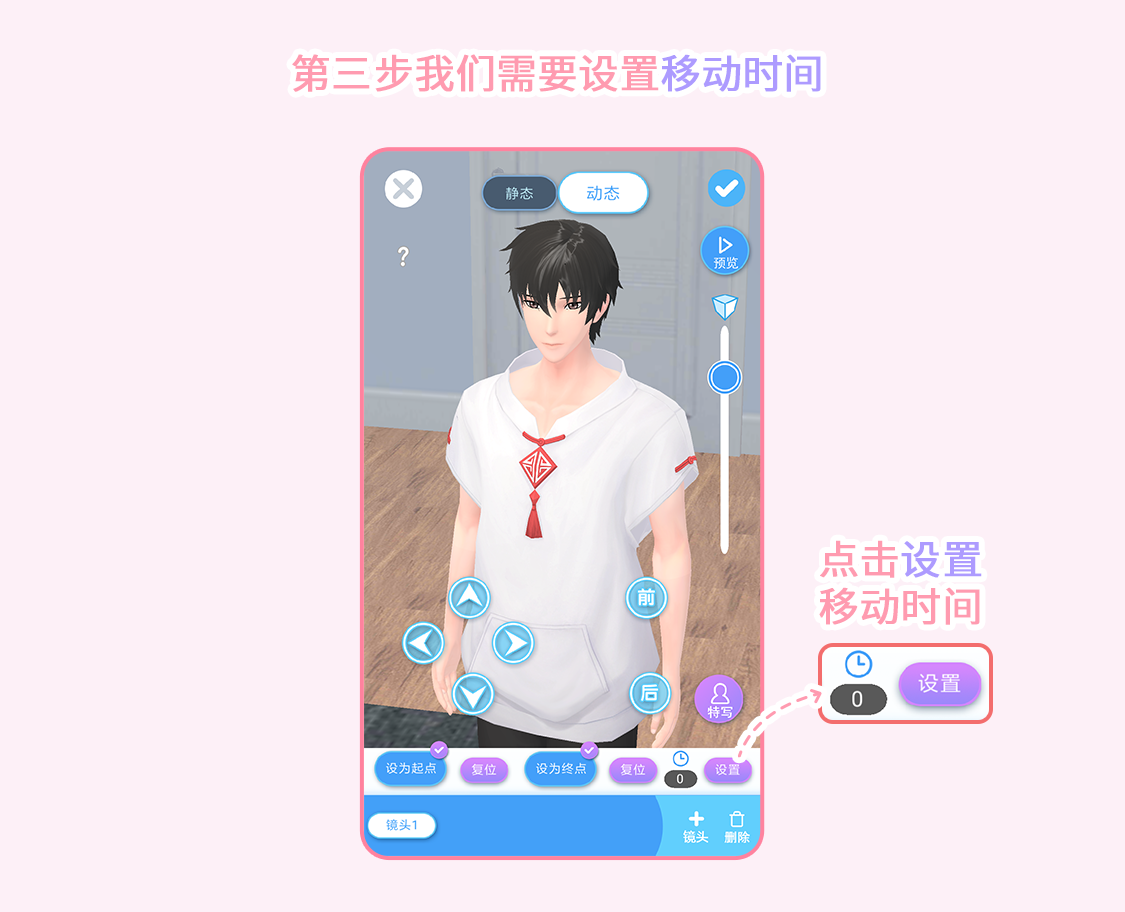 第三步我们需要设置移动时间
静态
动态
?
预览
点击设置
移动时间
前
后
特写
0
设置
设为起点
复位
设为终点
复位
0
设置
镜头1
镜头
删除